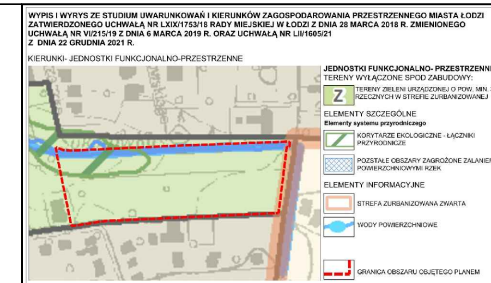 WYPIS I WYRYS ZE STUDIUM UWARUNKOWAŃ I KIERUNKÓW ZAGOSPODAROWANIA PRZESTRZENNEGO MIASTA ŁODZI
ZATWIERDZONEGO UCHWAŁĄ NR LXIX/1753/18 RADY MIEJSKIEJ W ŁODZI Z DNIA 28 MARCA 2018 R. ZMIENIONEGO
UCHWAŁĄ NR VI/215/19 Z DNIA 6 MARCA 2019 R. ORAZ UCHWAŁĄ NR LII/1605/21
Z DNIA 22 GRUDNIA 2021 R.
KIERUNKI- JEDNOSTKI FUNKCJONALNO-PRZESTRZENNE
JEDNOSTKI FUNKCJONALNO- PRZESTRZENNE
TERENY WYŁĄCZONE SPOD ZABUDOWY:
Z
TERENY ZIELENI URZĄDZONEJ O POW. MIN.
RZECZNYCH W STREFIE ZURBANIZOWANEJ
ELEMENTY SZCZEGÓLNE
Elementy systemu przyrodniczego
KORYTARZE EKOLOGICZNE - ŁĄCZNIKI
PRZYRODNICZE
POZSTAŁE OBSZARY ZAGROŻONE ZALANIEM
POWIERZCHNIOWYMI RZEK
ELEMENTY INFORMACYJNE
STREFA ZURBANIZOWANA ZWARTA
WODY POWIERZCHNIOWE
GRANICA OBSZARU OBJĘTEGO PLANEM